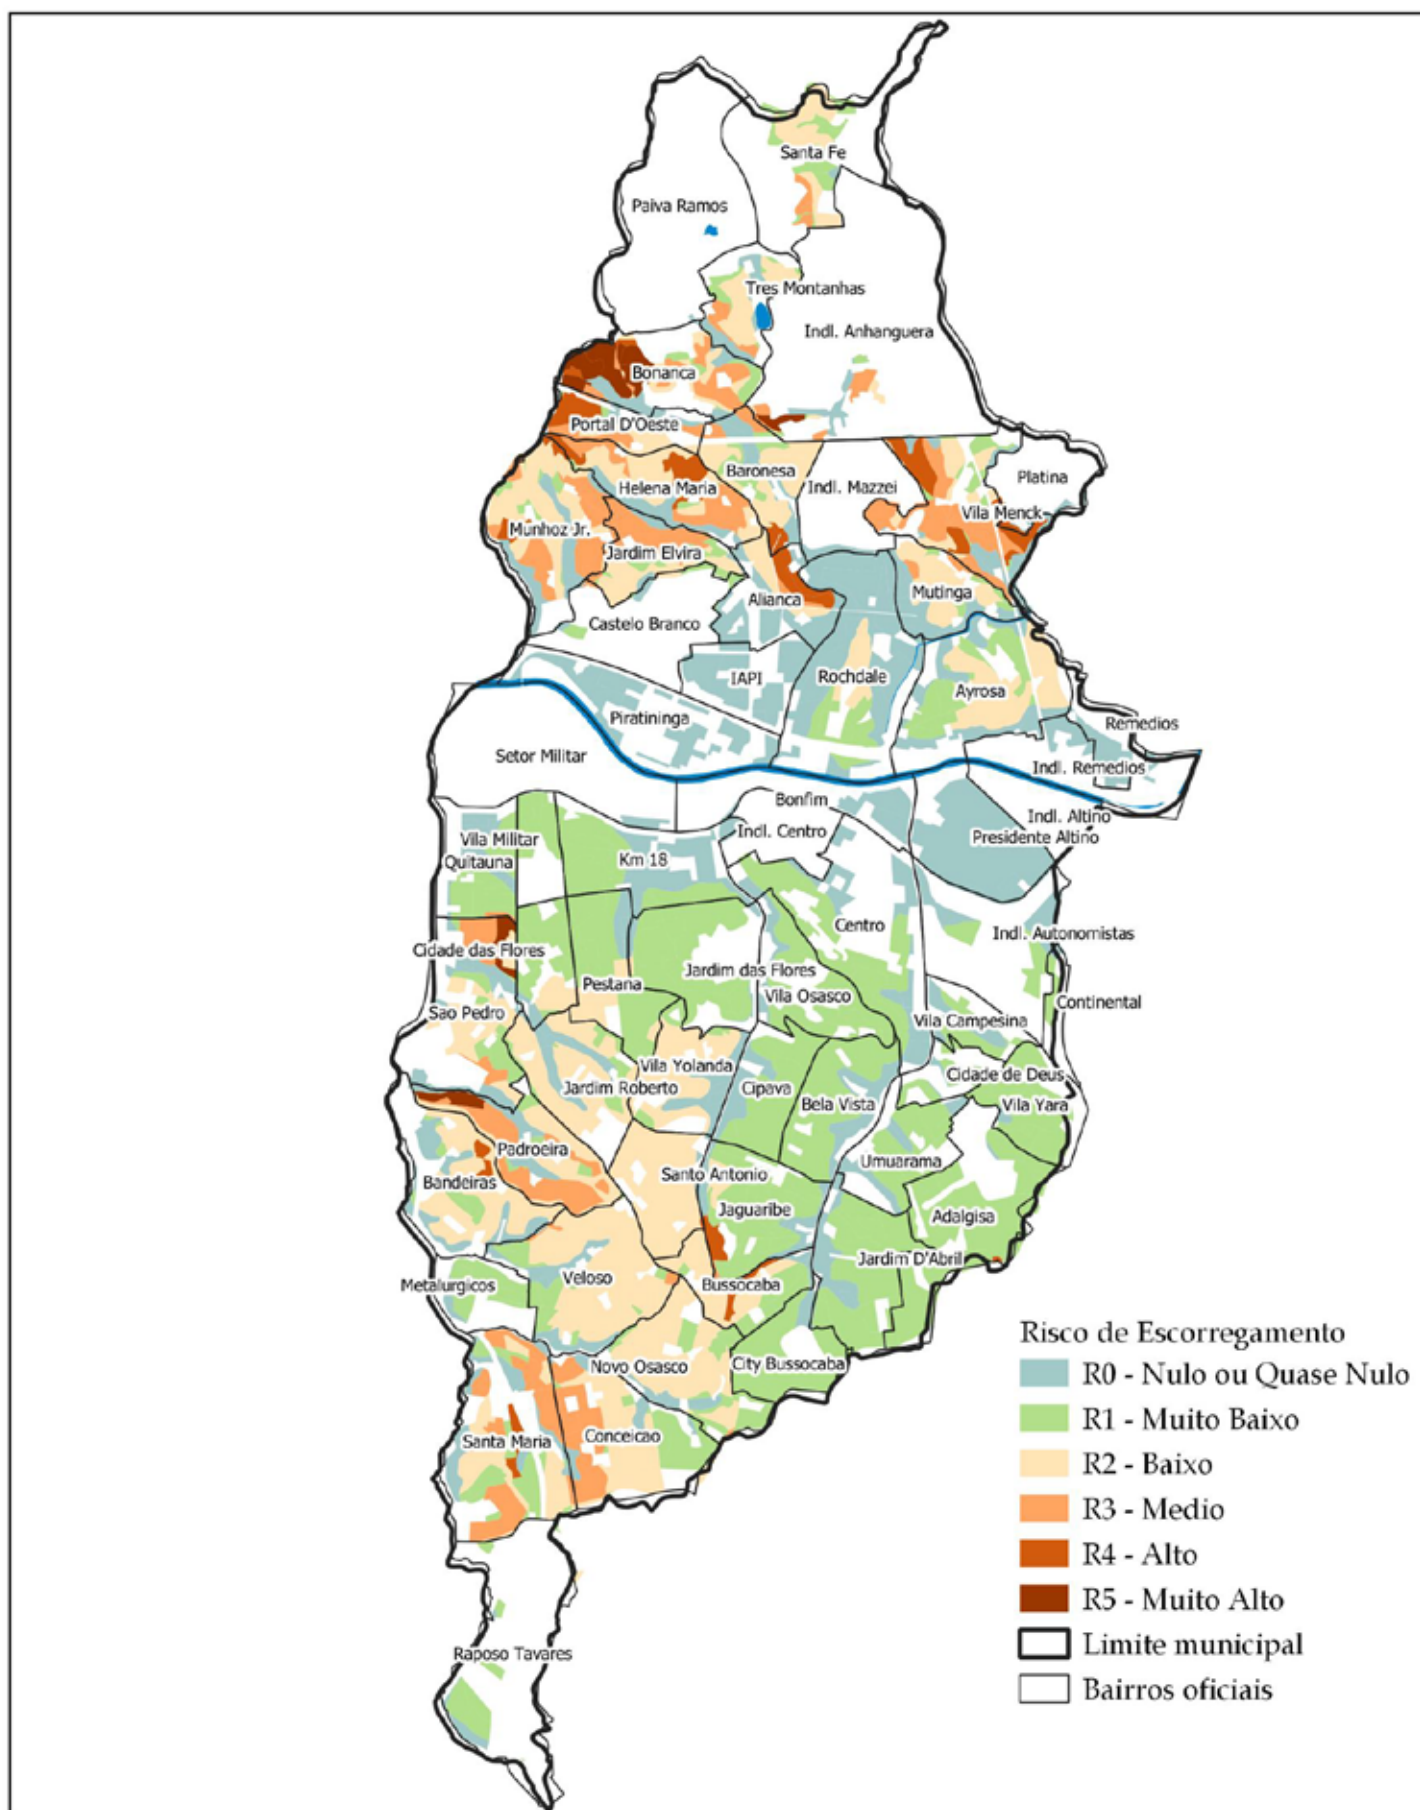 Santa Fe
Paiva Ramos
Tres Montanhas
Indl. Anhanguera
Bonanca
Portal D'Oeste
Baronesa
Helena Maria
Indl. Mazzei
Platina
Vila Menck
Munhoz Jr.
Jardim Elvira
Mutinga
Alianca
Castelo Branco
IAPI
Rochdale
Ayrosa
Piratininga
Remedios
Setor Militar
Indl. Remedios
Bonfim
Indl. Altino
Indl. Centro
Presidente Altino
Vila Militar
Quitauna
Km 18
Centro
Indl. Autonomistas
Cidade das Flores
Jardim das Flores
Pestana
Vila Osasco
Continental
Sao Pedro
Vila Campesina
Vila Yolanda
Cidade de Deus
Jardim Roberto
Cipava
Bela Vista
Vila Yara
Padroeira
Umuarama
Santo Antonio
Bandeiras
Jaguaribe
Adalgisa
Jardim D'Abril
Veloso
Metalurgicos
Bussocaba
Novo Osasco
City Bussocaba
Santa Maria
Conceicao
Raposo Tavares
Risco de Escorregamento
R0 - Nulo ou Quase Nulo
R1 - Muito Baixo
R2 - Baixo
R3 - Medio
R4 - Alto
R5 - Muito Alto
Limite municipal
Bairros oficiais